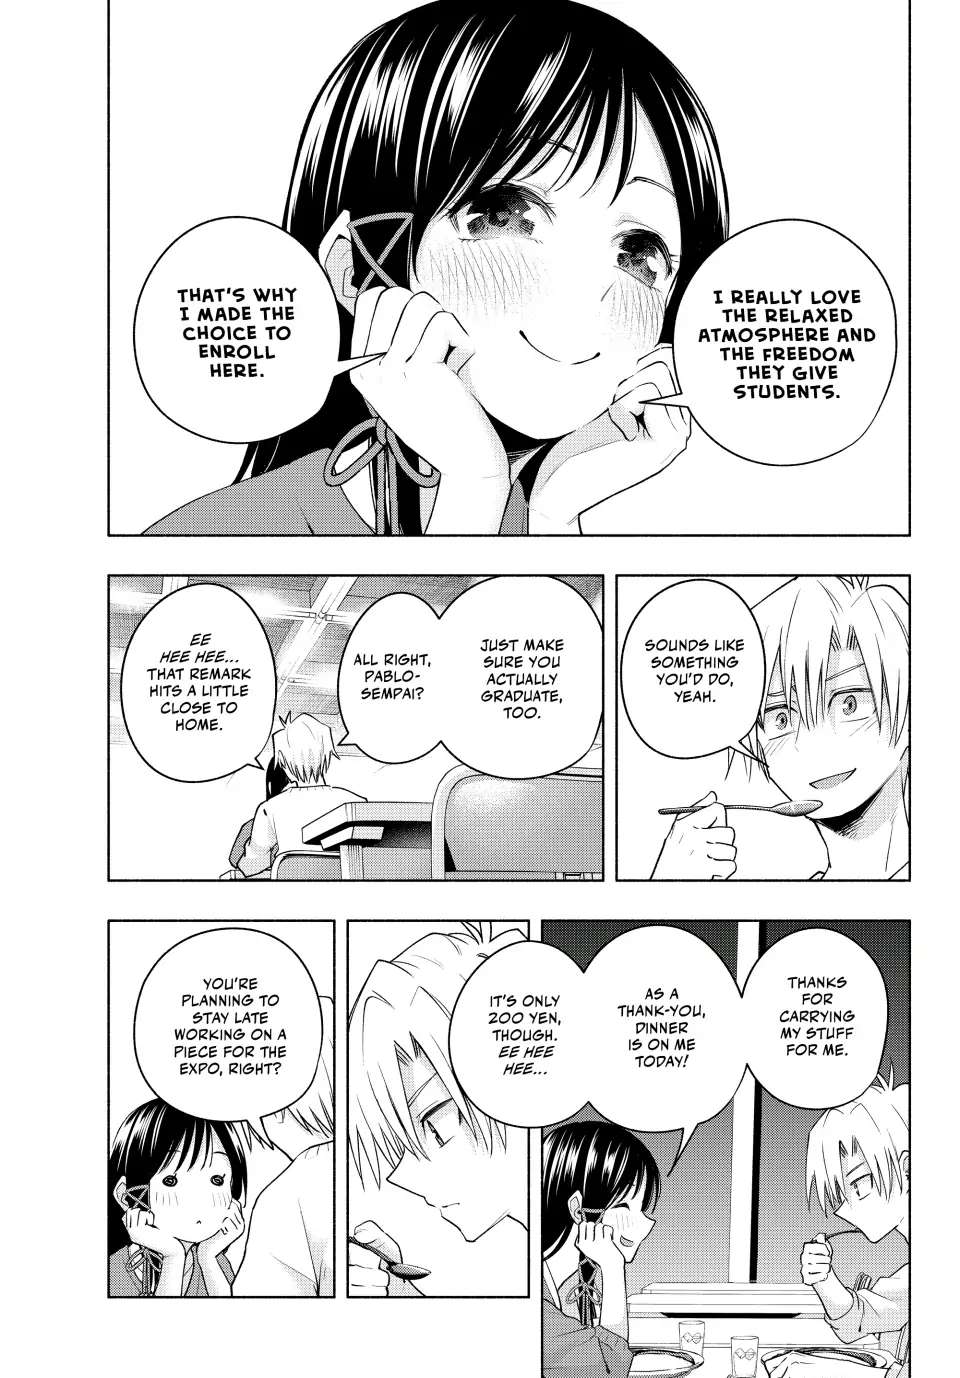 I REALLY LOVE
THE RELAXED
ATMOSPHERE AND
THE FREEDOM
THEY GIVE
STUDENTS.
THAT'S WHY
I MADE THE
CHOICE TO
ENROLL
HERE.
SOUNDS LIKE
SOMETHING
YOU'D DO,
YEAH.
JUST MAKE
SURE YOU
ACTUALLY
GRADUATE,
TOO.
ALL RIGHT,
PABLO-
SEMPAI?
EE
HEE HEE...
THAT REMARK
HITS A LITTLE
CLOSE TO
HOME.
THANKS
FOR
CARRYING
MY STUFF
FOR ME.
AS A
THANK-YOU,
DINNER
IS ON ME
TODAY!
IT'S ONLY
200 YEN,
THOUGH.
EE HEE
HEE...
YOU'RE
PLANNING TO
STAY LATE
WORKING ON A
PIECE FOR THE
EXPO, RIGHT?